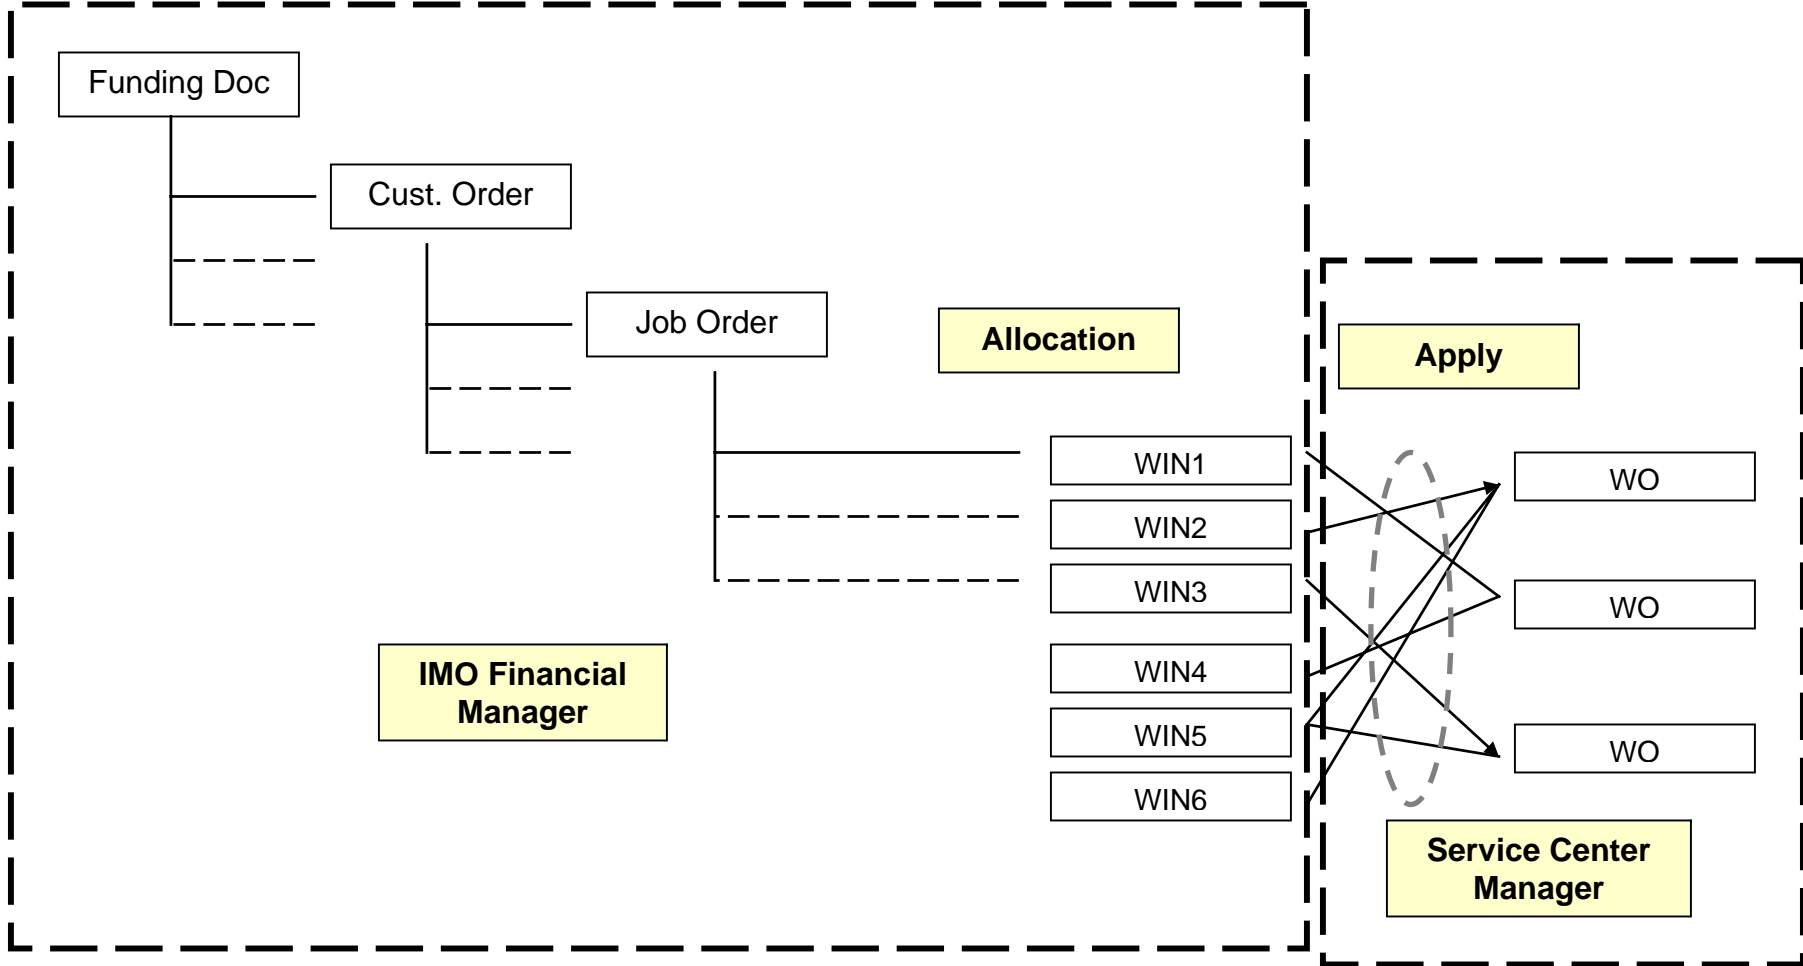 Funding Doc
Cust. Order
Job Order
Allocation
Apply
WIN1
WO
WIN2
WIN3
WO
WIN4
IMO Financial
Manager
WIN5
WO
WIN6
Service Center
Manager